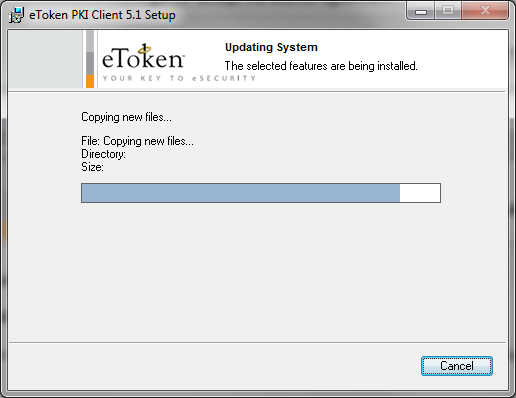 eToken PKI Client 5.1 Setup
eToken™
YOUR KEY TO eSECURITY
Updating System
The selected features are being installed.
Copying new files...
File: Copying new files...
Directory:
Size:
Cancel